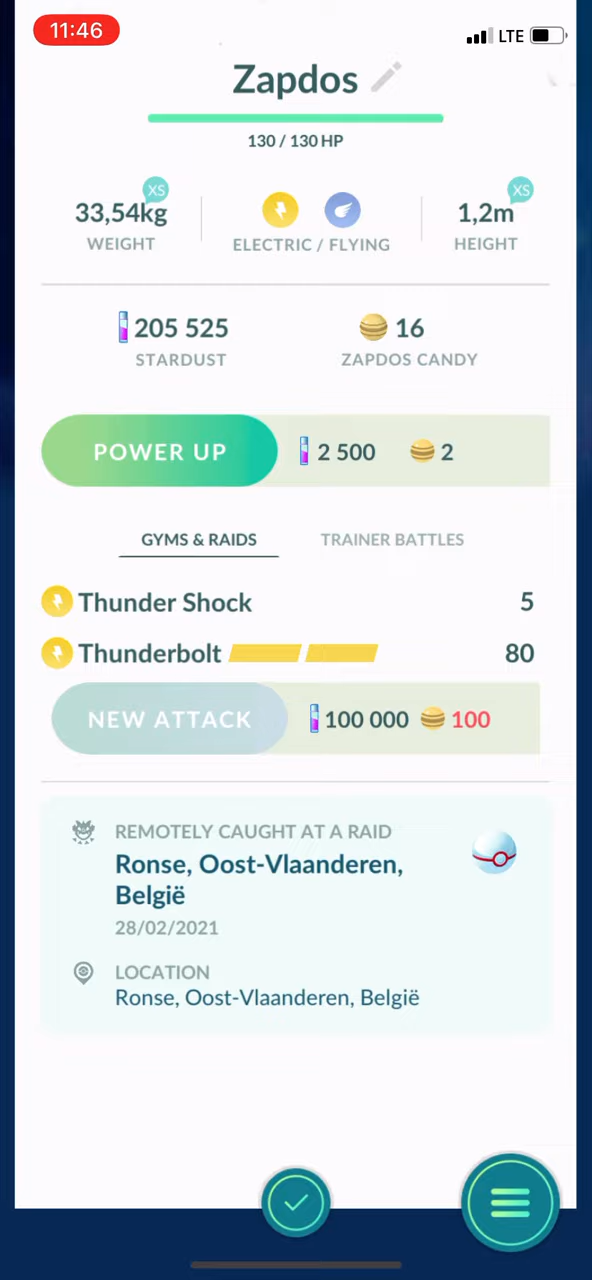 11:46
LTE
Zapdos
130 / 130 HP
XS
XS
33,54kg
1,2m
WEIGHT
ELECTRIC / FLYING
HEIGHT
205 525
16
STARDUST
ZAPDOS CANDY
POWER UP
2 500
2
GYMS & RAIDS
TRAINER BATTLES
Thunder Shock
5
Thunderbolt
80
NEW ATTACK
100 000
100
REMOTELY CAUGHT AT A RAID
Ronse, Oost-Vlaanderen,
België
28/02/2021
LOCATION
Ronse, Oost-Vlaanderen, België